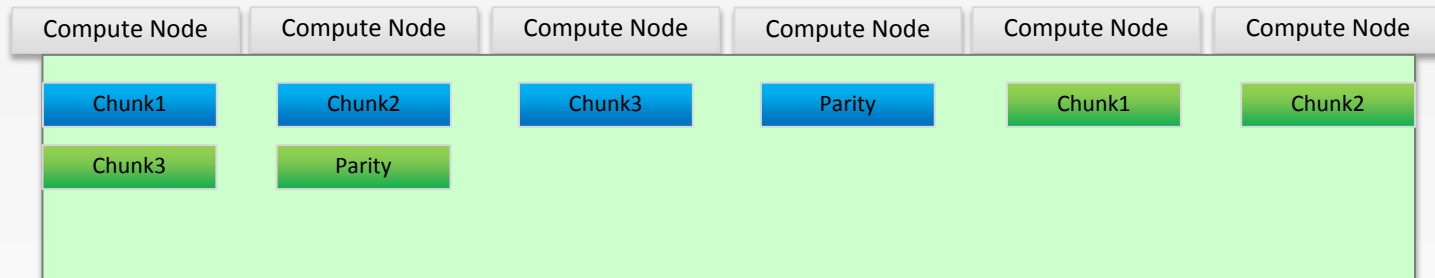 Compute Node Compute Node Compute Node Compute Node Compute Node Compute Node
Chunk1 Chunk2 Chunk3 Parity Chunk1 Chunk2
Chunk3 Parity